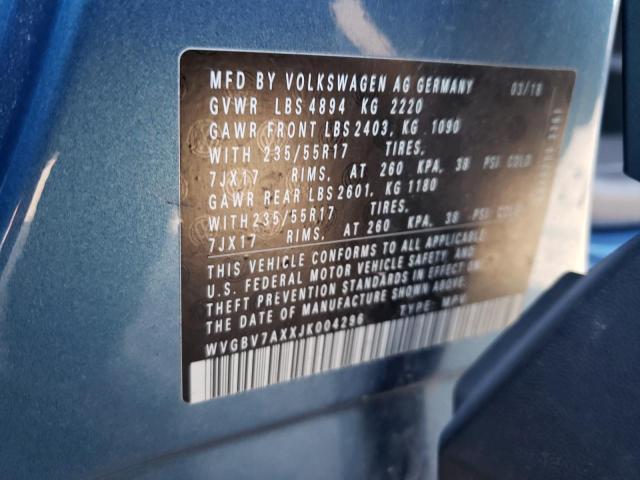 MFD BY VOLKSWAGEN AG GERMANY 03/18
GVWR LBS 4894 KG 2220
GAWR FRONT LBS 2403, KG 1090
WITH 235/55R17 TIRES,
7JX17 RIMS, AT 260 KPA, 38 PSI COLD
GAWR REAR LBS 2601, KG 1180
WITH 235/55R17 TIRES,
7JX17 RIMS, AT 260 KPA, 38 PSI COLD
THIS VEHICLE CONFORMS TO ALL APPLICABLE
U.S. FEDERAL MOTOR VEHICLE SAFETY, AND
THEFT PREVENTION STANDARDS IN EFFECT ON
THE DATE OF MANUFACTURE SHOWN ABOVE.
WVGBV7AXXJK004296 TYPE: MPV